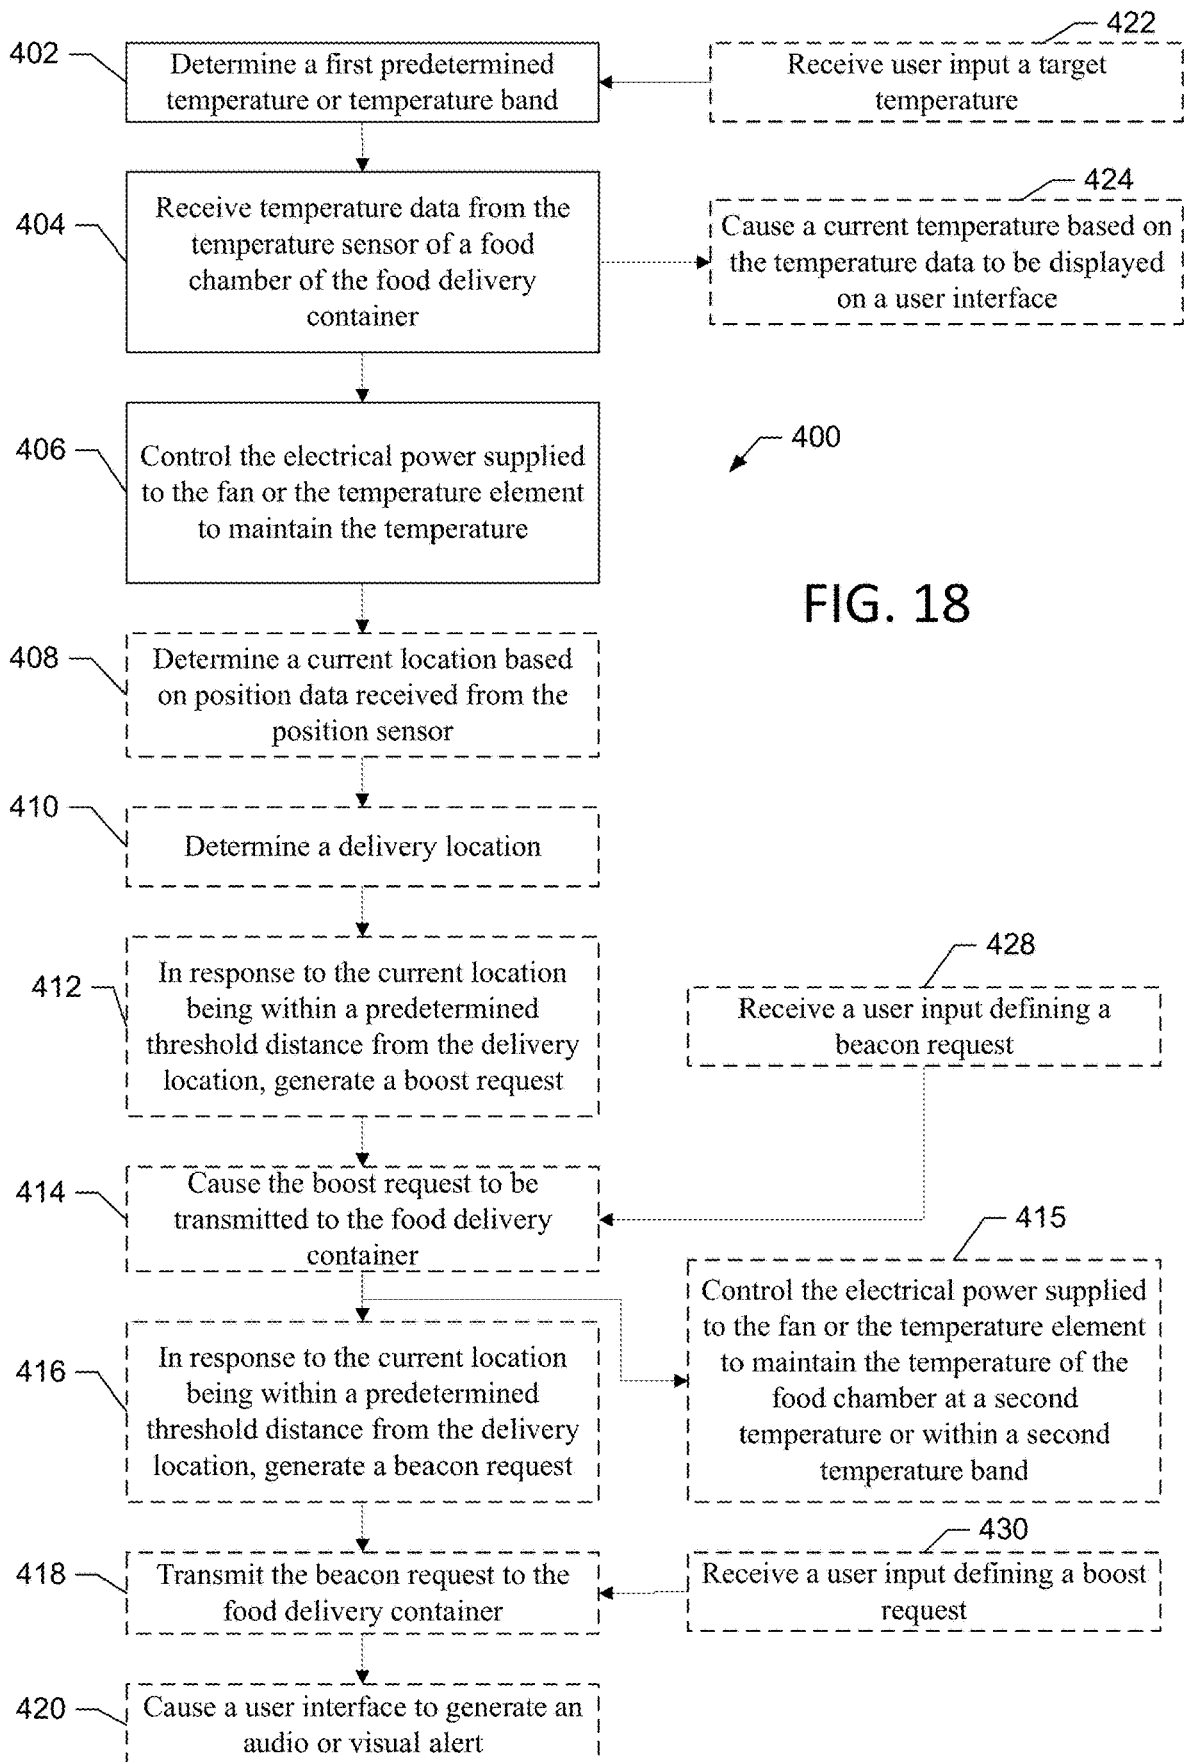 402
Determine a first predetermined
temperature or temperature band
422
Receive user input a target
temperature
404
Receive temperature data from the
temperature sensor of a food
chamber of the food delivery
container
424
Cause a current temperature based on
the temperature data to be displayed
on a user interface
406
Control the electrical power supplied
to the fan or the temperature element
to maintain the temperature
400
FIG. 18
408
Determine a current location based
on position data received from the
position sensor
410
Determine a delivery location
412
In response to the current location
being within a predetermined
threshold distance from the delivery
location, generate a boost request
428
Receive a user input defining a
beacon request
414
Cause the boost request to be
transmitted to the food delivery
container
415
Control the electrical power supplied
to the fan or the temperature element
to maintain the temperature of the
food chamber at a second
temperature or within a second
temperature band
416
In response to the current location
being within a predetermined
threshold distance from the delivery
location, generate a beacon request
418
Transmit the beacon request to the
food delivery container
430
Receive a user input defining a boost
request
420
Cause a user interface to generate an
audio or visual alert